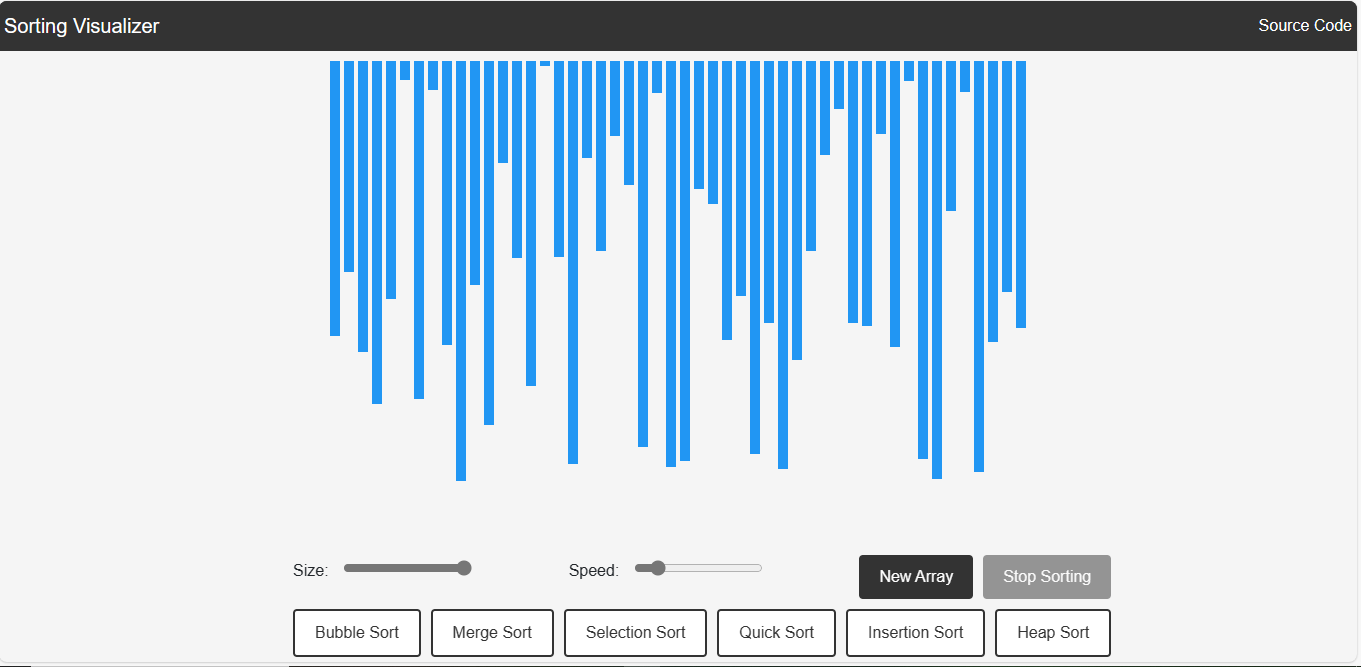 Sorting Visualizer
Source Code
Size:
Speed:
New Array
Stop Sorting
Bubble Sort
Merge Sort
Selection Sort
Quick Sort
Insertion Sort
Heap Sort